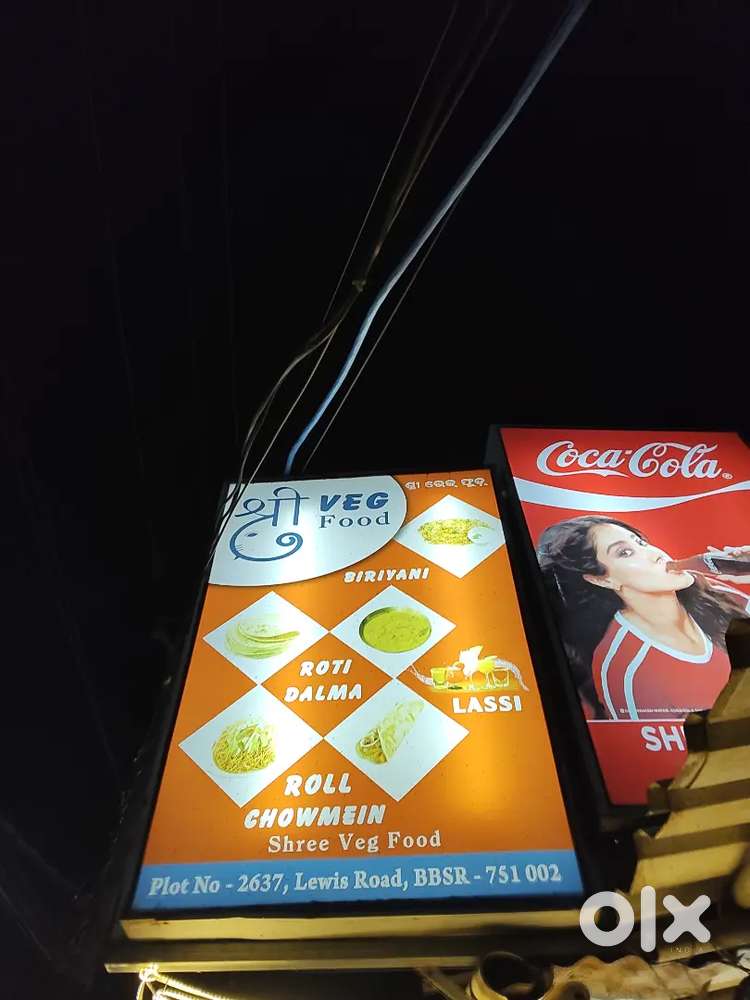 श्री VEG
Food
ଶ୍ରୀ ଭେଜ୍ ଫୁଡ୍
BIRIYANI
ROTI
DALMA
LASSI
ROLL
CHOWMEIN
Shree Veg Food
Plot No - 2637, Lewis Road, BBSR - 751 002
Coca-Cola
SH
olx
INDIA